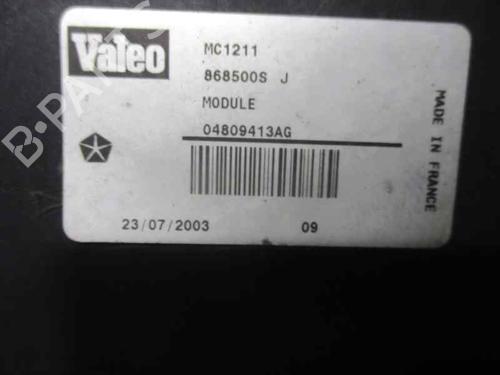 Valeo
MC1211
868500S J
MODULE
04809413AG
MADE IN FRANCE
23/07/2003
09
B-PARTS